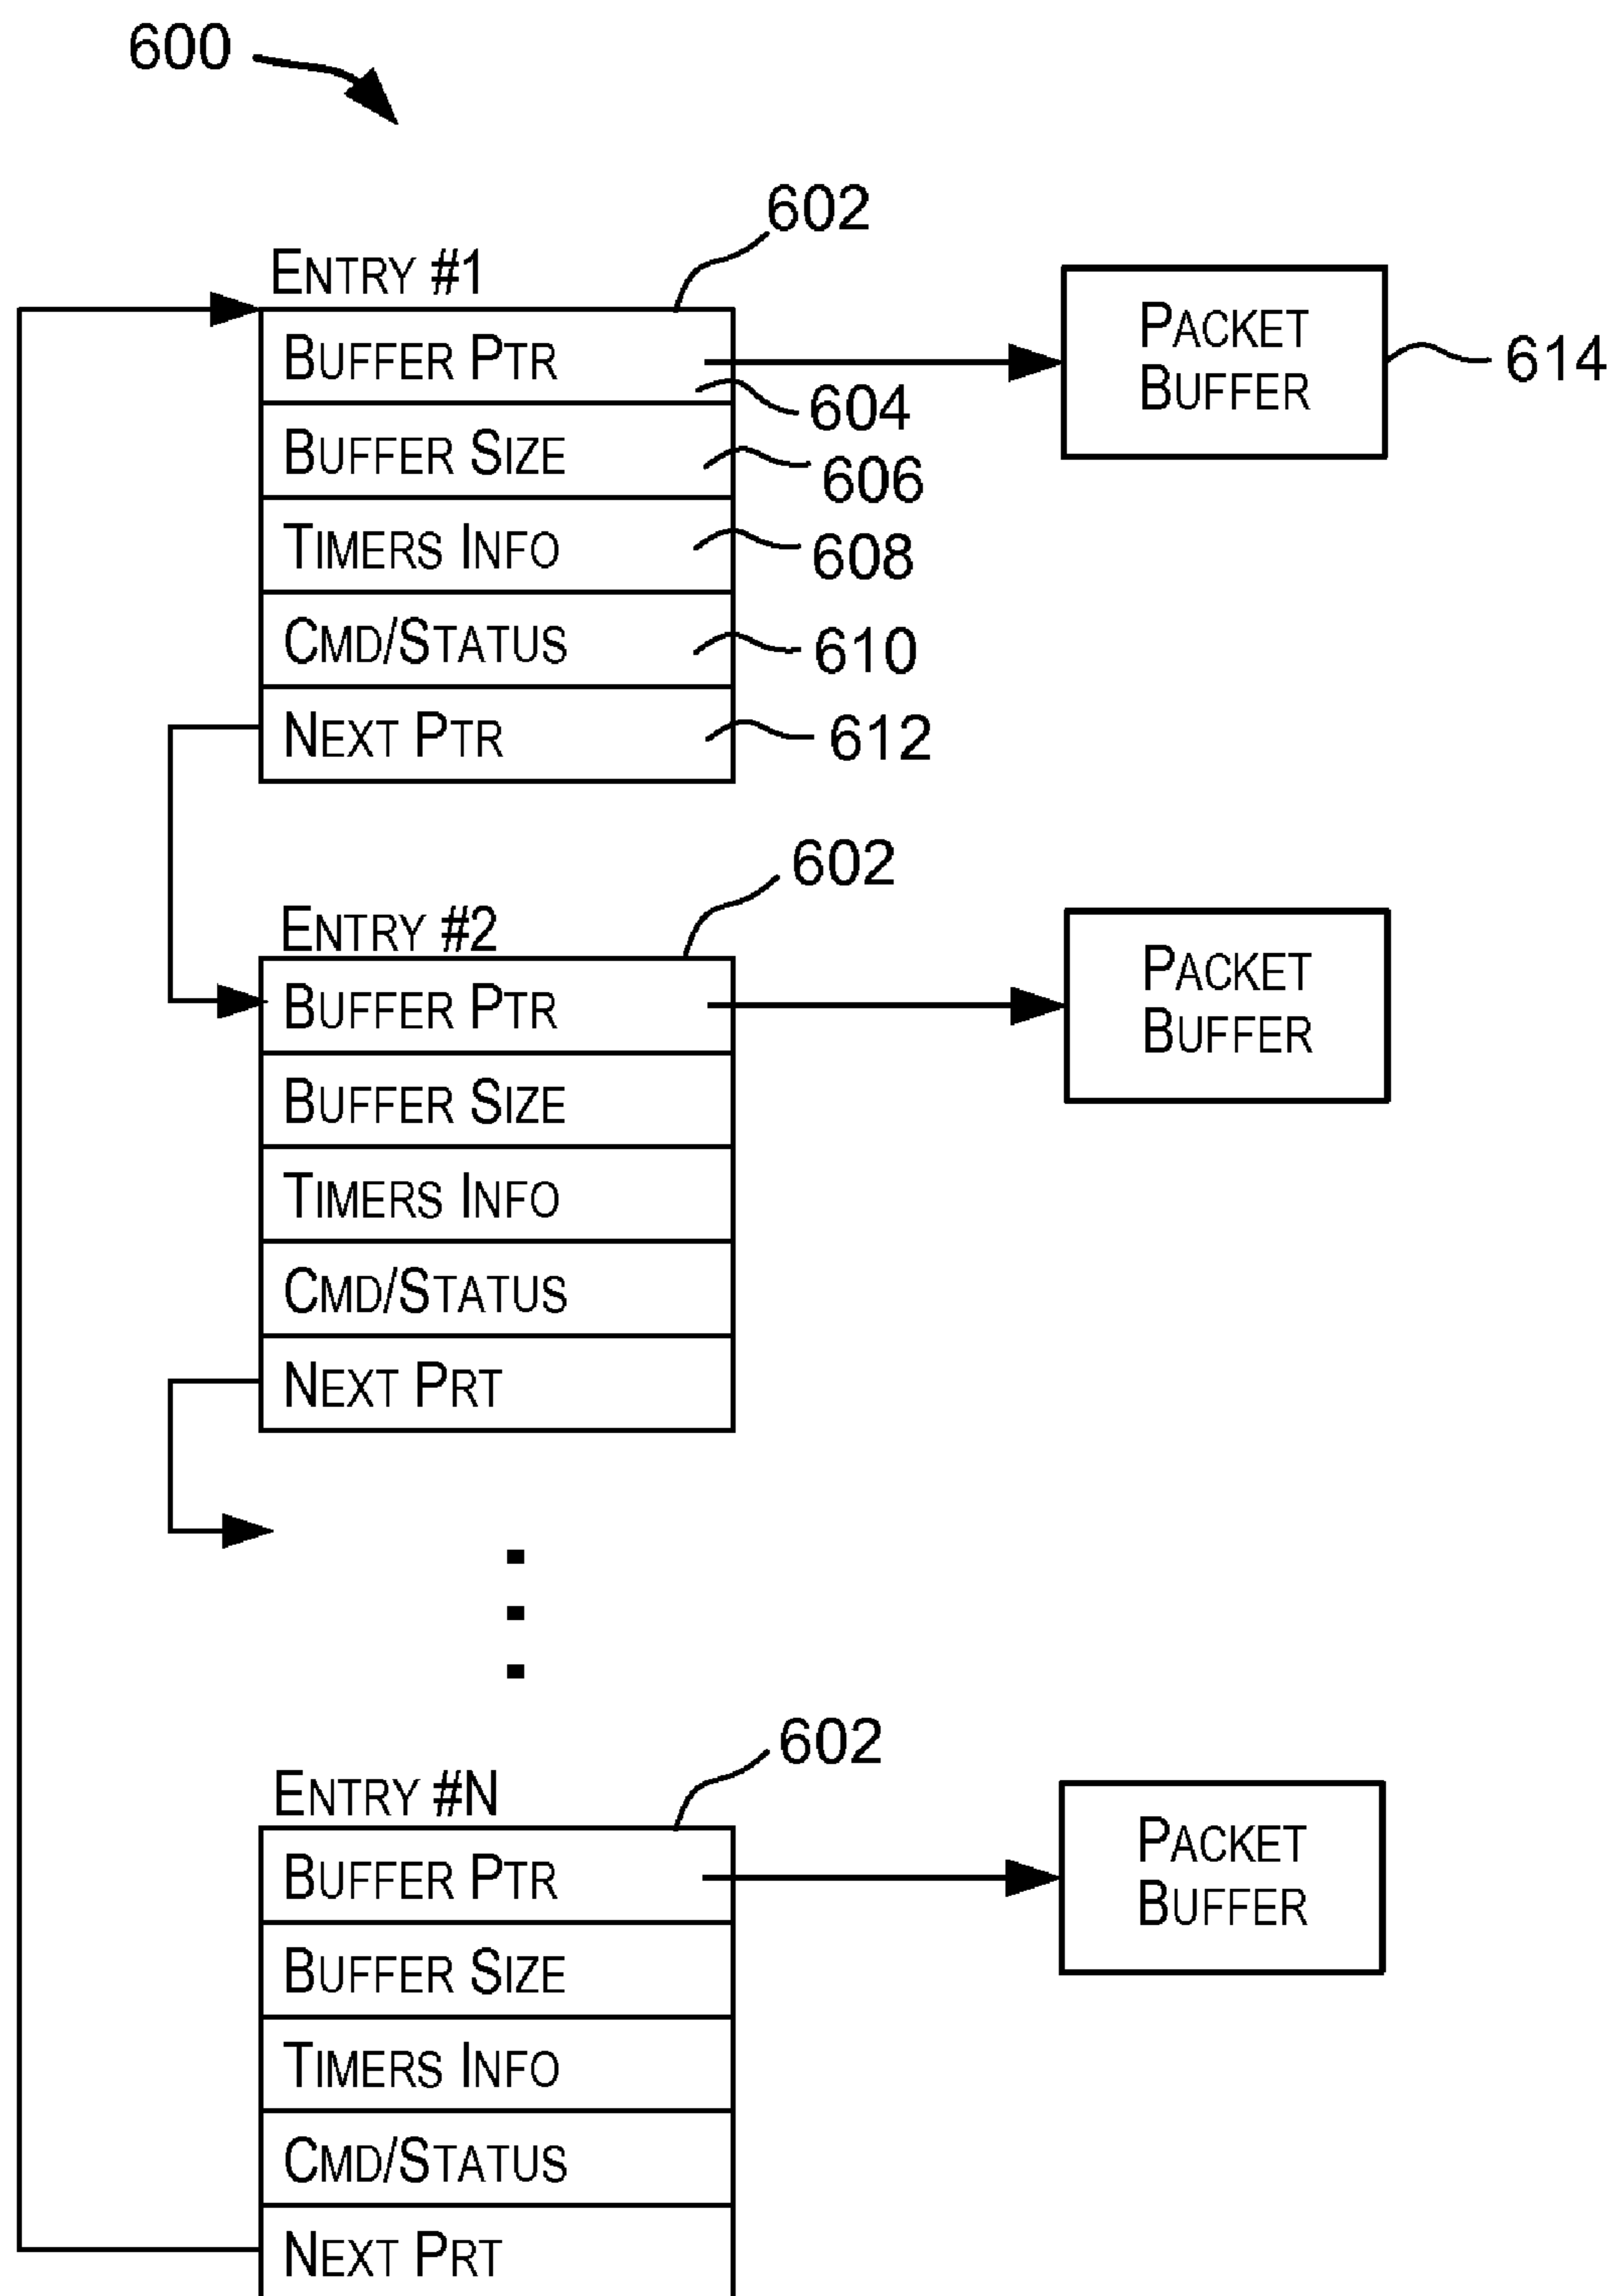 600
602
ENTRY #1
BUFFER PTR
604
BUFFER SIZE
606
TIMERS INFO
608
CMD/STATUS
610
NEXT PTR
612
PACKET
BUFFER
614
602
ENTRY #2
BUFFER PTR
BUFFER SIZE
TIMERS INFO
CMD/STATUS
NEXT PRT
PACKET
BUFFER
602
ENTRY #N
BUFFER PTR
BUFFER SIZE
TIMERS INFO
CMD/STATUS
NEXT PRT
PACKET
BUFFER